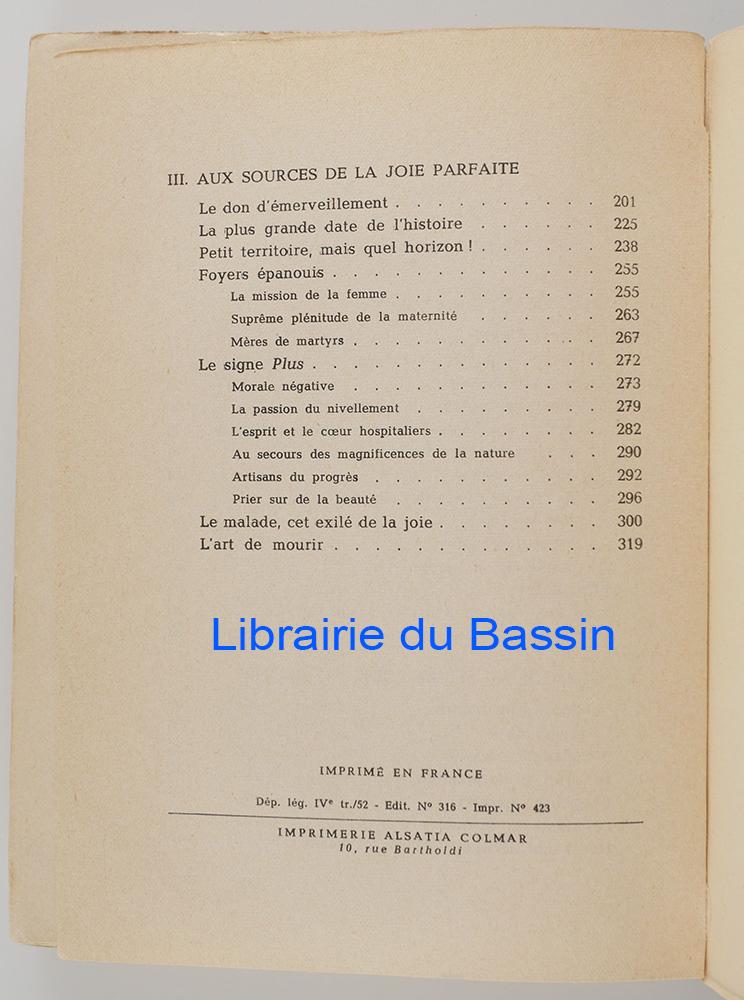 III. AUX SOURCES DE LA JOIE PARFAITE
Le don d'émerveillement . . . . . . . . . . 201
La plus grande date de l'histoire . . . . . . 225
Petit territoire, mais quel horizon ! . . . . . . 238
Foyers épanouis . . . . . . . . . . . . 255
La mission de la femme . . . . . . . . . . 255
Suprême plénitude de la maternité . . . . . . 263
Mères de martyrs . . . . . . . . . . . . 267
Le signe Plus . . . . . . . . . . . . . 272
Morale négative . . . . . . . . . . . . 273
La passion du nivellement . . . . . . . . . 279
L'esprit et le cœur hospitaliers . . . . . . . . 282
Au secours des magnificences de la nature . . . 290
Artisans du progrès . . . . . . . . . . . 292
Prier sur de la beauté . . . . . . . . . . 296
Le malade, cet exilé de la joie . . . . . . . . 300
L'art de mourir . . . . . . . . . . . . . 319
Librairie du Bassin
IMPRIMÉ EN FRANCE
Dép. lég. IVe tr./52 - Edit. N° 316 - Impr. N° 423
IMPRIMERIE ALSATIA COLMAR
10, rue Bartholdi